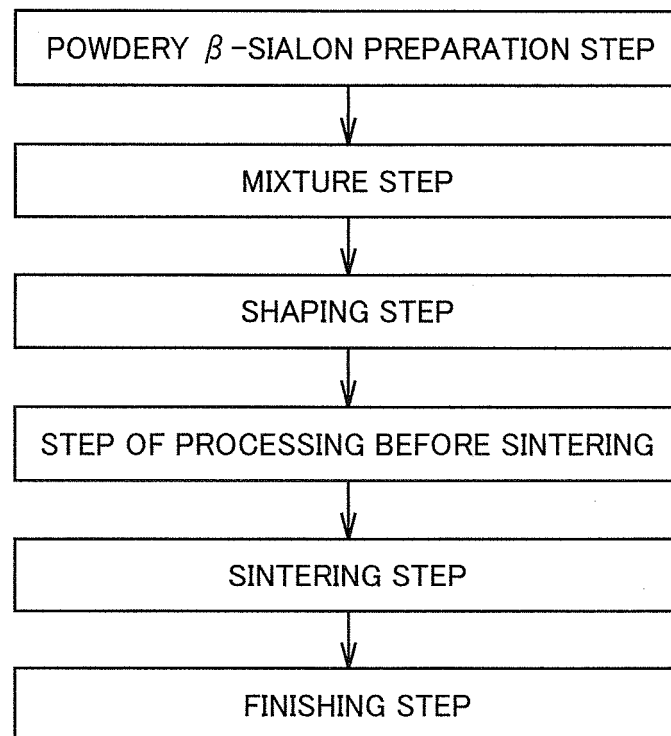 POWDERY β-SIALON PREPARATION STEP
MIXTURE STEP
SHAPING STEP
STEP OF PROCESSING BEFORE SINTERING
SINTERING STEP
FINISHING STEP